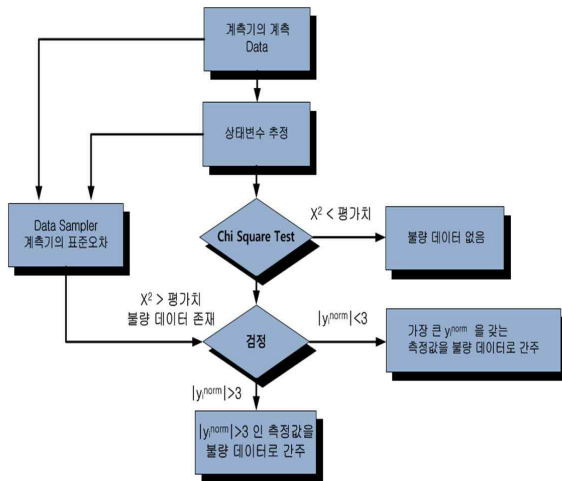 계측기의 계측
Data
상태변수 추정
Data Sampler
계측기의 표준오차
Chi Square Test
X² < 평가치
불량 데이터 없음
X² > 평가치
불량 데이터 존재
검정
|yᵢⁿᵒʳᵐ|<3
가장 큰 yᵢⁿᵒʳᵐ 을 갖는
측정값을 불량 데이터로 간주
|yᵢⁿᵒʳᵐ|>3
|yᵢⁿᵒʳᵐ|>3 인 측정값을
불량 데이터로 간주